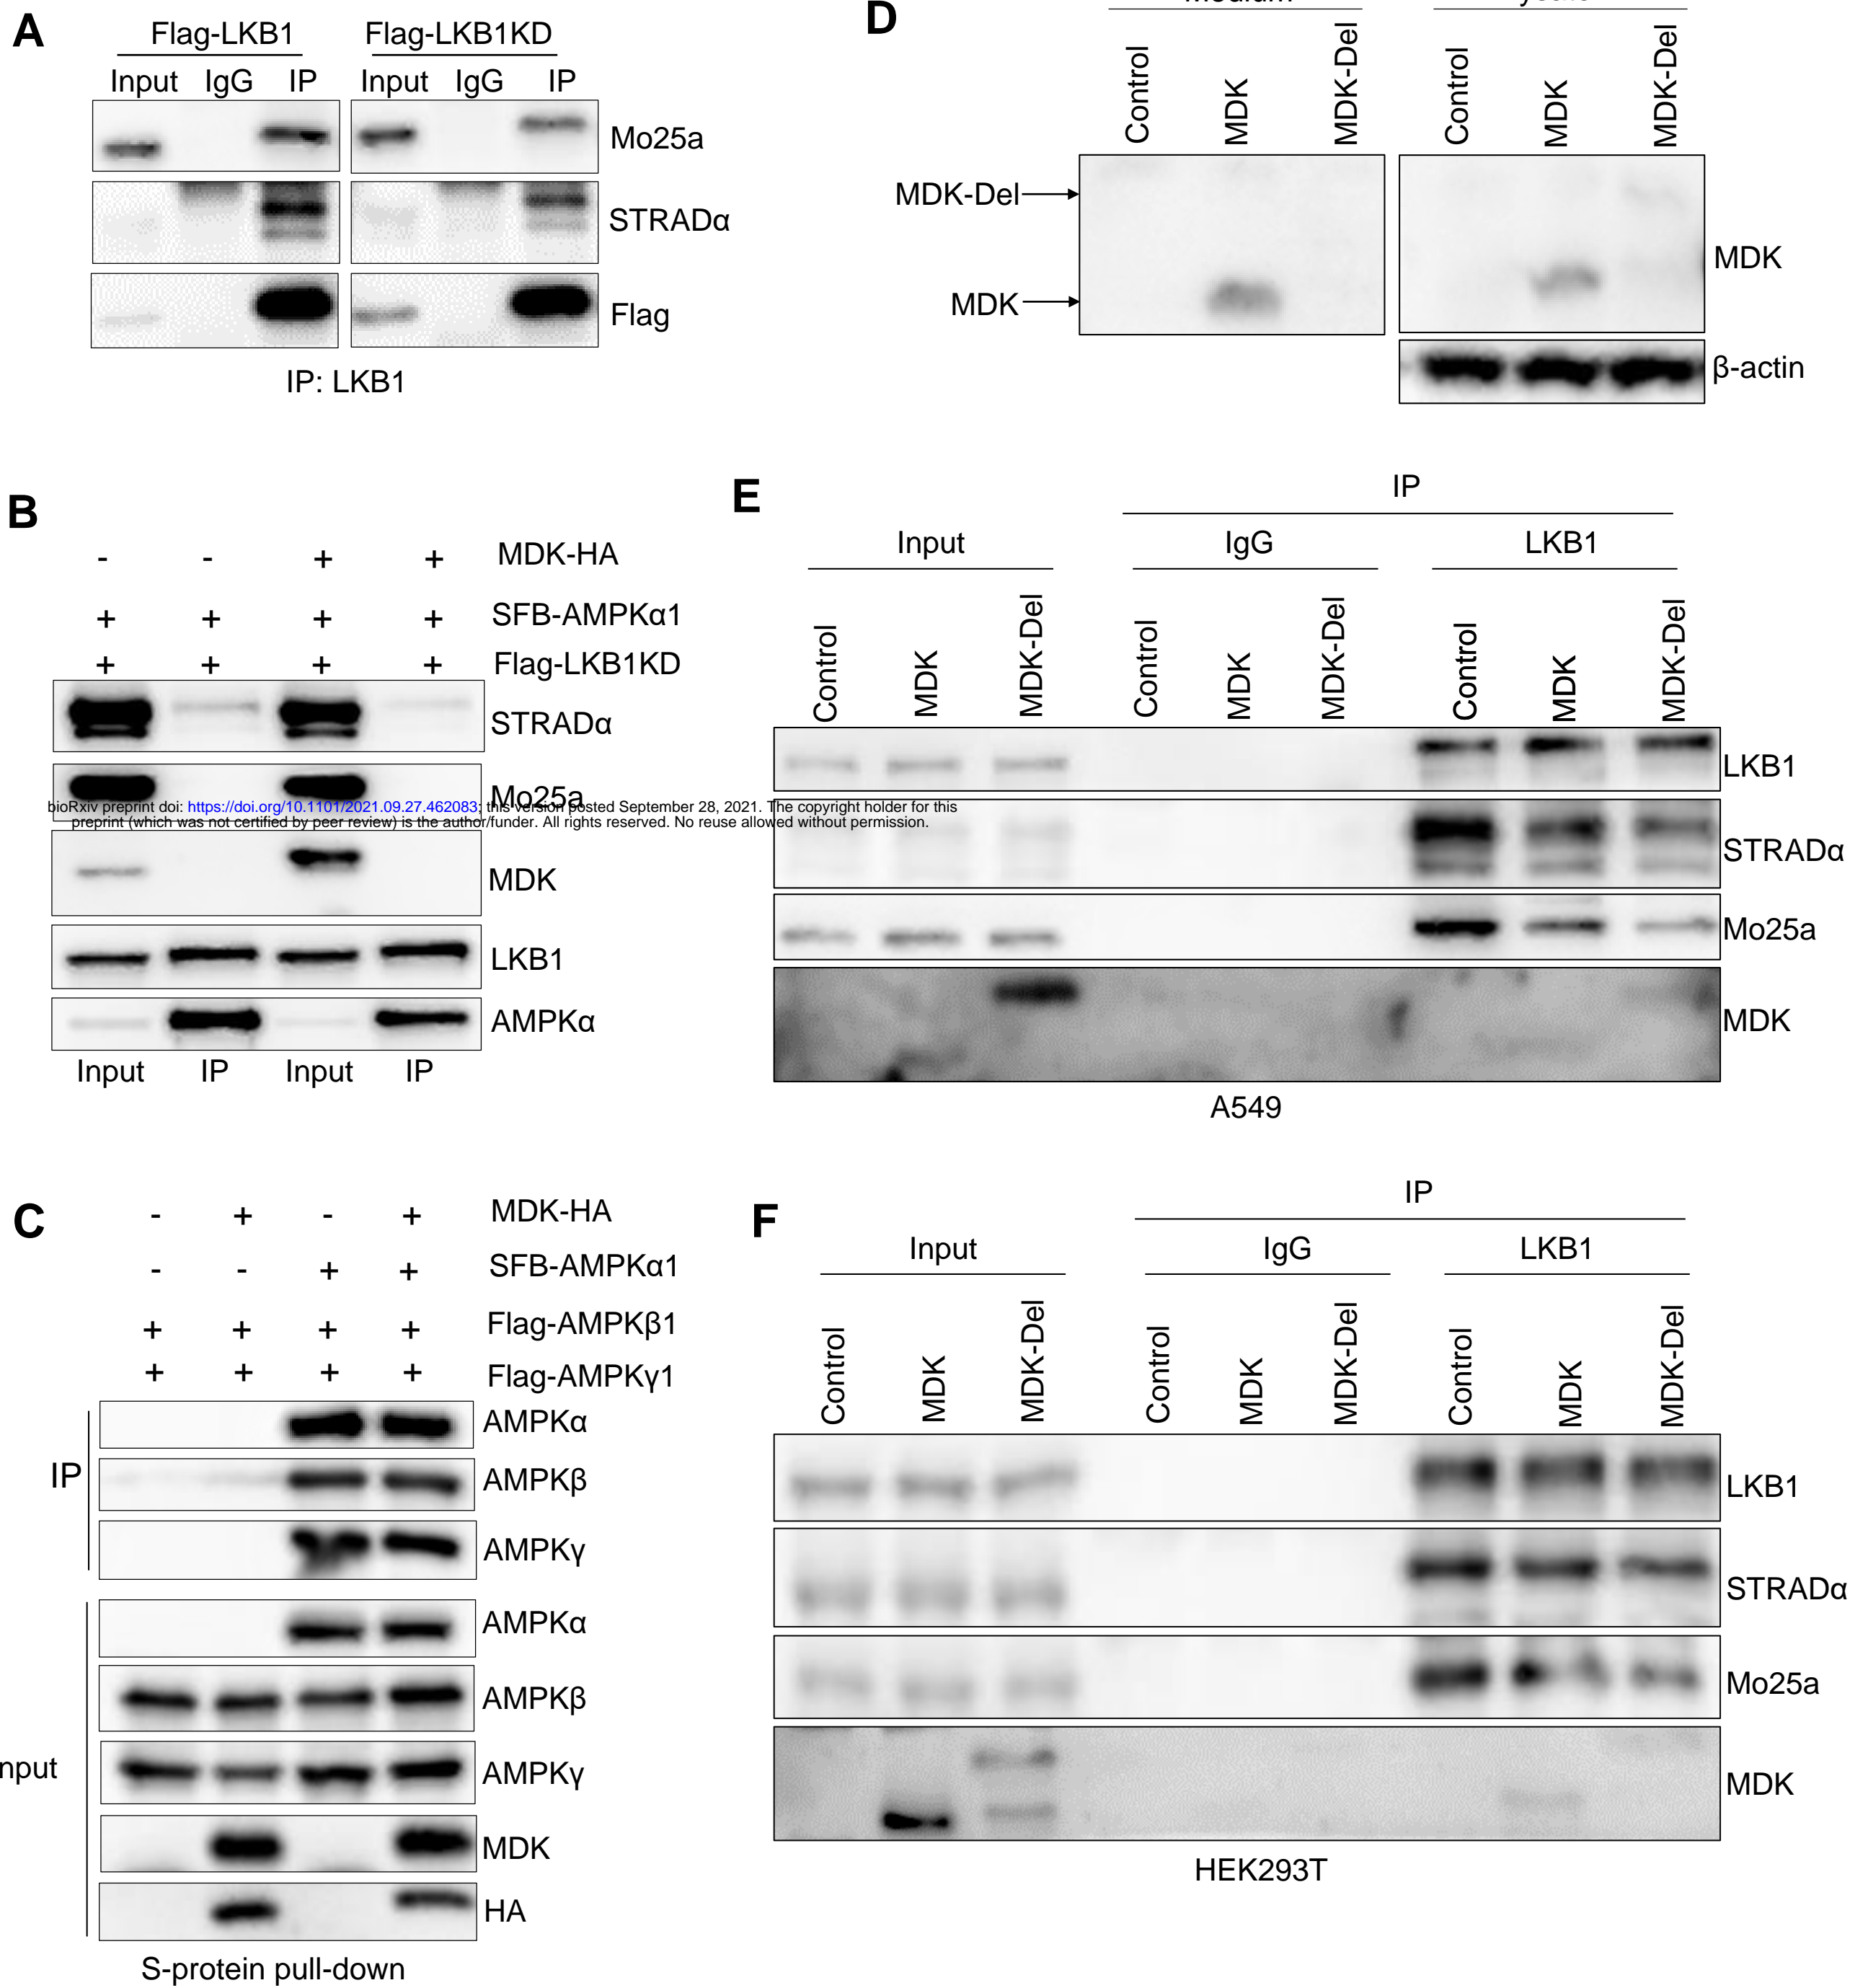 A
Flag-LKB1
Flag-LKB1KD
Input IgG IP Input IgG IP
Mo25a
STRADα
Flag
IP: LKB1
B
- - + + MDK-HA
+ + + + SFB-AMPKα1
+ + + + Flag-LKB1KD
STRADα
Mo25a
bioRxiv preprint doi: https://doi.org/10.1101/2021.09.27.462083; this version posted September 28, 2021. The copyright holder for this
preprint (which was not certified by peer review) is the author/funder. All rights reserved. No reuse allowed without permission.
MDK
LKB1
AMPKα
Input IP Input IP
C
- + - + MDK-HA
- - + + SFB-AMPKα1
+ + + + Flag-AMPKβ1
+ + + + Flag-AMPKγ1
IP
AMPKα
AMPKβ
AMPKγ
AMPKα
AMPKβ
nput
AMPKγ
MDK
HA
S-protein pull-down
D
Control MDK MDK-Del Control MDK MDK-Del
MDK-Del
MDK
MDK
β-actin
E
IP
Input IgG LKB1
Control MDK MDK-Del Control MDK MDK-Del Control MDK MDK-Del
LKB1
STRADα
Mo25a
MDK
A549
F
IP
Input IgG LKB1
Control MDK MDK-Del Control MDK MDK-Del Control MDK MDK-Del
LKB1
STRADα
Mo25a
MDK
HEK293T